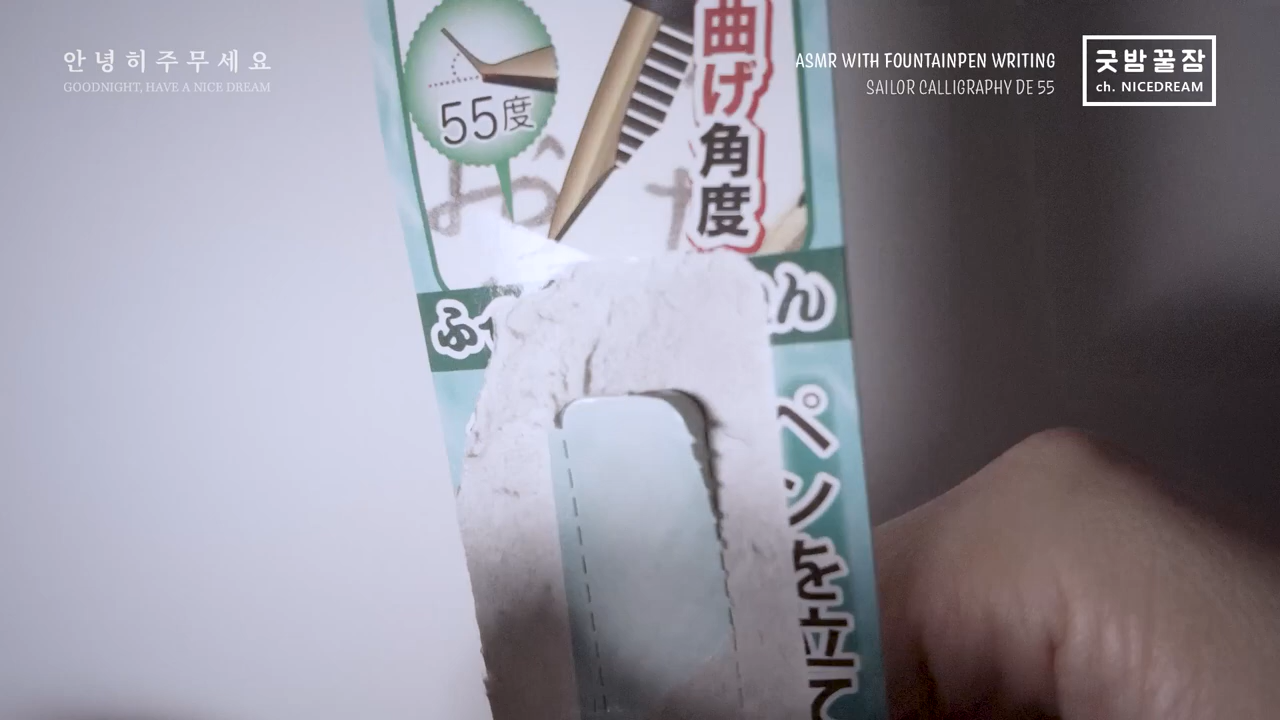 안녕히주무세요
GOODNIGHT, HAVE A NICE DREAM
ASMR WITH FOUNTAINPEN WRITING
SAILOR CALLIGRAPHY DE 55
굿밤꿀잠
ch. NICEDREAM
55度
曲げ角度
お
ふ
ん
ペンを立て